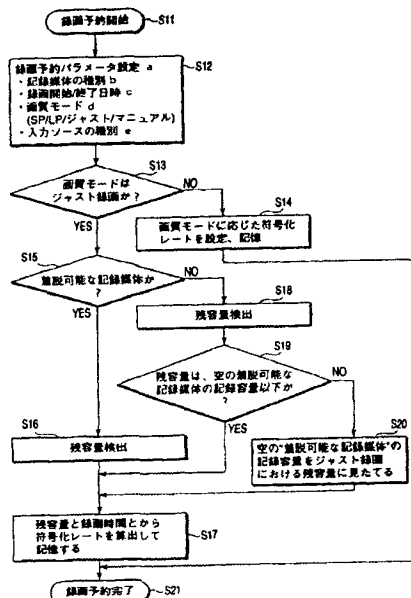 録画予約開始
S11
S12
録画予約パラメータ設定 a
・記録媒体の種別 b
・録画開始/終了日時 c
・画質モード d
(SP/LP/ジャスト/マニュアル)
・入力ソースの種別 e
S13
画質モードは
ジャスト録画か?
NO
YES
S14
画質モードに応じた符号化
レートを設定、記憶
S15
着脱可能な記録媒体か
?
NO
YES
S18
残容量検出
S19
残容量は、空の着脱可能な
記録媒体の記録容量以下か
?
NO
YES
S16
残容量検出
S20
空の"着脱可能な記録媒体"の
記録容量をジャスト録画
における残容量に見たてる
残容量と録画時間とから
符号化レートを算出して
記憶する
S17
録画予約完了
S21